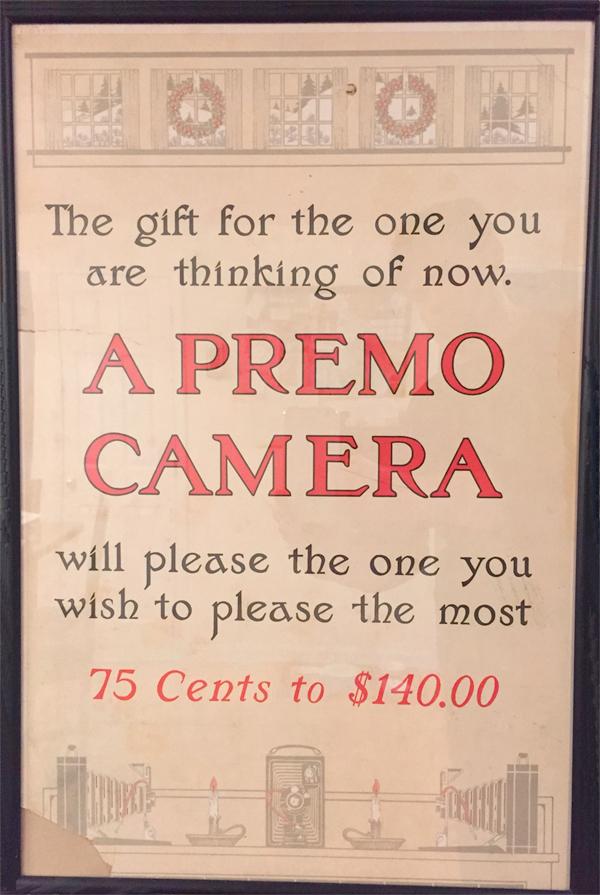 The gift for the one you
are thinking of now.
A PREMO
CAMERA
will please the one you
wish to please the most
75 Cents to $140.00